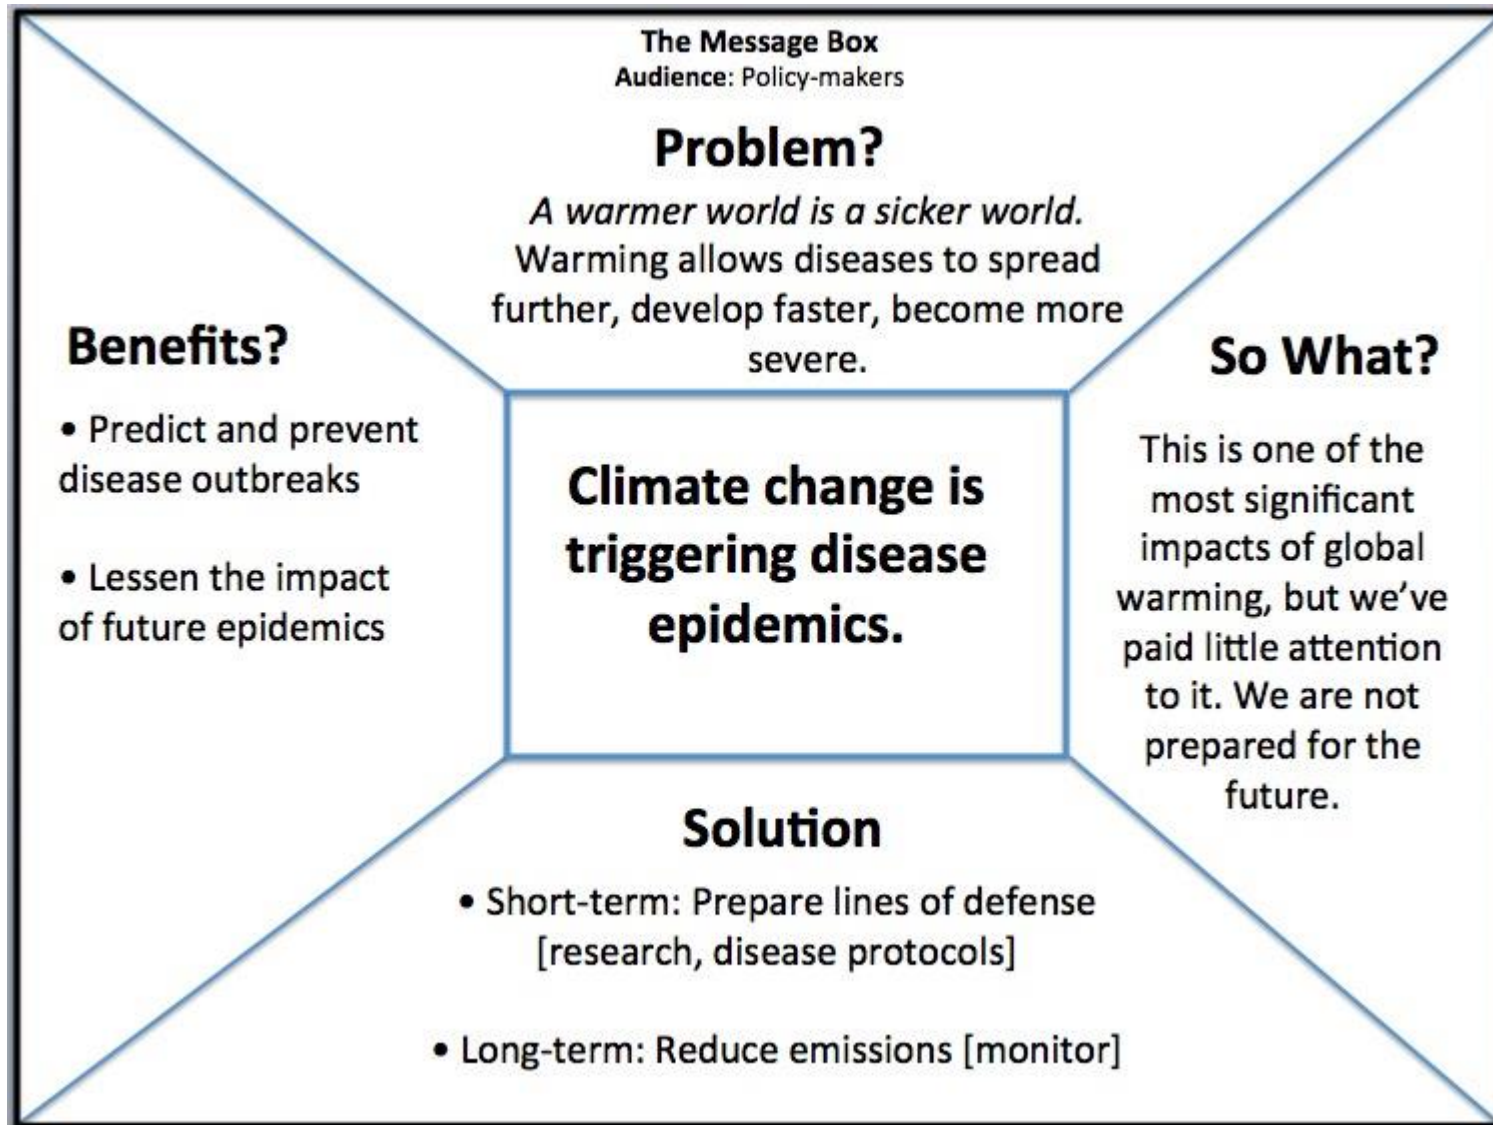 The Message Box
Audience: Policy-makers
Problem?
A warmer world is a sicker world.
Warming allows diseases to spread
further, develop faster, become more
severe.
Benefits?
• Predict and prevent
disease outbreaks
• Lessen the impact
of future epidemics
Climate change is
triggering disease
epidemics.
So What?
This is one of the
most significant
impacts of global
warming, but we’ve
paid little attention
to it. We are not
prepared for the
future.
Solution
• Short-term: Prepare lines of defense
[research, disease protocols]
• Long-term: Reduce emissions [monitor]